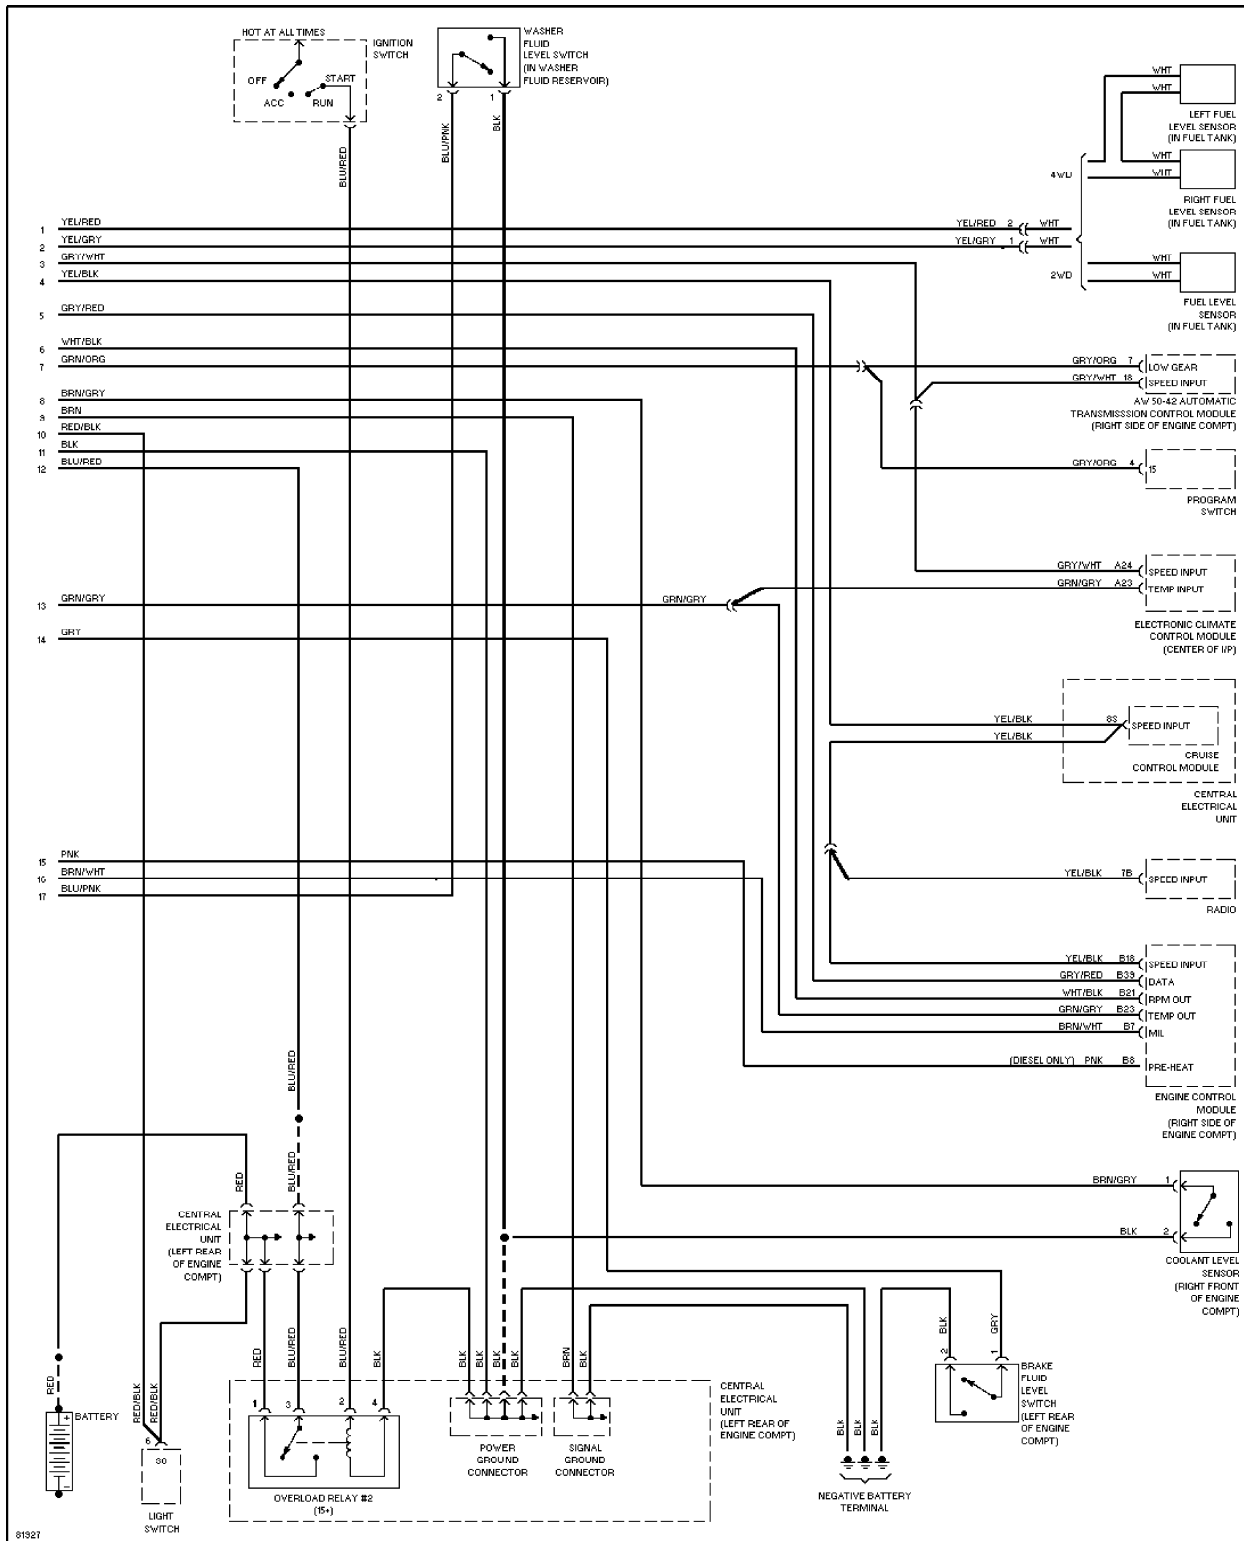 HOT AT ALL TIMES
IGNITION
SWITCH
OFF
START
ACC
RUN
BLU/RED
WASHER
FLUID
LEVEL SWITCH
(IN WASHER
FLUID RESERVOIR)
2
1
BLU/PNK
BLK
WHT
WHT
LEFT FUEL
LEVEL SENSOR
(IN FUEL TANK)
4WD
WHT
WHT
RIGHT FUEL
LEVEL SENSOR
(IN FUEL TANK)
1 YEL/RED
YEL/RED 2 WHT
2 YEL/GRY
YEL/GRY 1 WHT
3 GRY/WHT
4 YEL/BLK
2WD
WHT
WHT
FUEL LEVEL
SENSOR
(IN FUEL TANK)
5 GRY/RED
6 WHT/BLK
7 GRN/ORG
8 BRN/GRY
9 BRN
10 RED/BLK
11 BLK
12 BLU/RED
GRY/ORG 7 LOW GEAR
GRY/WHT 18 SPEED INPUT
AW 50-42 AUTOMATIC
TRANSMISSSION CONTROL MODULE
(RIGHT SIDE OF ENGINE COMPT)
GRY/ORG 4 15
PROGRAM
SWITCH
GRY/WHT A24 SPEED INPUT
GRN/GRY A23 TEMP INPUT
ELECTRONIC CLIMATE
CONTROL MODULE
(CENTER OF I/P)
13 GRN/GRY
GRN/GRY
14 GRY
YEL/BLK 8S SPEED INPUT
YEL/BLK
CRUISE
CONTROL MODULE
CENTRAL
ELECTRICAL
UNIT
15 PNK
16 BRN/WHT
17 BLU/PNK
YEL/BLK 7B SPEED INPUT
RADIO
YEL/BLK B18 SPEED INPUT
GRY/RED B39 DATA
WHT/BLK B21 RPM OUT
GRN/GRY B23 TEMP OUT
BRN/WHT B7 MIL
(DIESEL ONLY) PNK B8 PRE-HEAT
ENGINE CONTROL
MODULE
(RIGHT SIDE OF
ENGINE COMPT)
BLU/RED
RED
BLU/RED
CENTRAL
ELECTRICAL
UNIT
(LEFT REAR
OF ENGINE
COMPT)
BRN/GRY 1
BLK 2
COOLANT LEVEL
SENSOR
(RIGHT FRONT
OF ENGINE
COMPT)
RED
BATTERY
+
–
RED/BLK
RED/BLK
6
30
LIGHT
SWITCH
RED
BLU/RED
BLU/RED
BLK
1
3
2
4
OVERLOAD RELAY #2
(15+)
BLK
BLK
BLK
BLK
POWER
GROUND
CONNECTOR
BRN
BLK
SIGNAL
GROUND
CONNECTOR
CENTRAL
ELECTRICAL
UNIT
(LEFT REAR OF
ENGINE COMPT)
BLK
BLK
BLK
NEGATIVE BATTERY
TERMINAL
BLK
GRY
2
1
BRAKE
FLUID
LEVEL
SWITCH
(LEFT REAR
OF ENGINE
COMPT)
81927